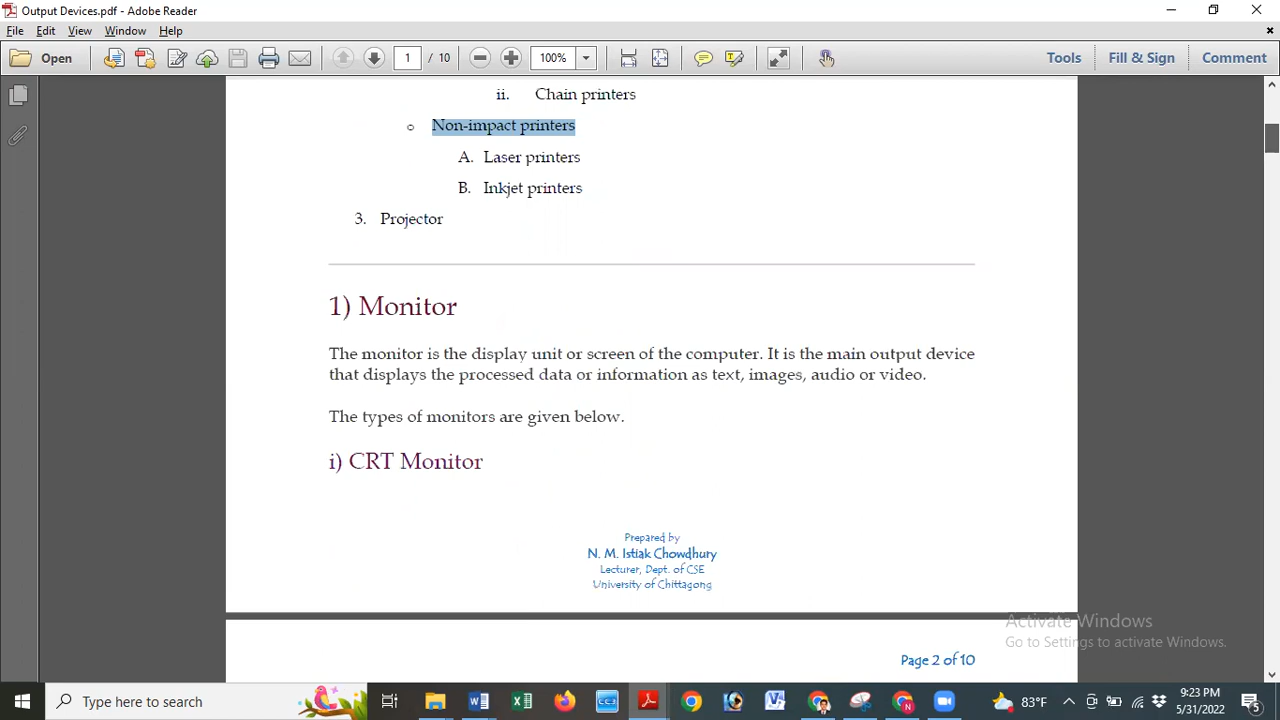 Output Devices.pdf - Adobe Reader
File Edit View Window Help
Open 1 / 10 100% Tools Fill & Sign Comment
ii. Chain printers
o Non-impact printers
A. Laser printers
B. Inkjet printers
3. Projector
1) Monitor
The monitor is the display unit or screen of the computer. It is the main output device
that displays the processed data or information as text, images, audio or video.
The types of monitors are given below.
i) CRT Monitor
Prepared by
N. M. Istiak Chowdhury
Lecturer, Dept. of CSE
University of Chittagong
Activate Windows
Go to Settings to activate Windows.
Page 2 of 10
Type here to search
83°F
9:23 PM
5/31/2022
5